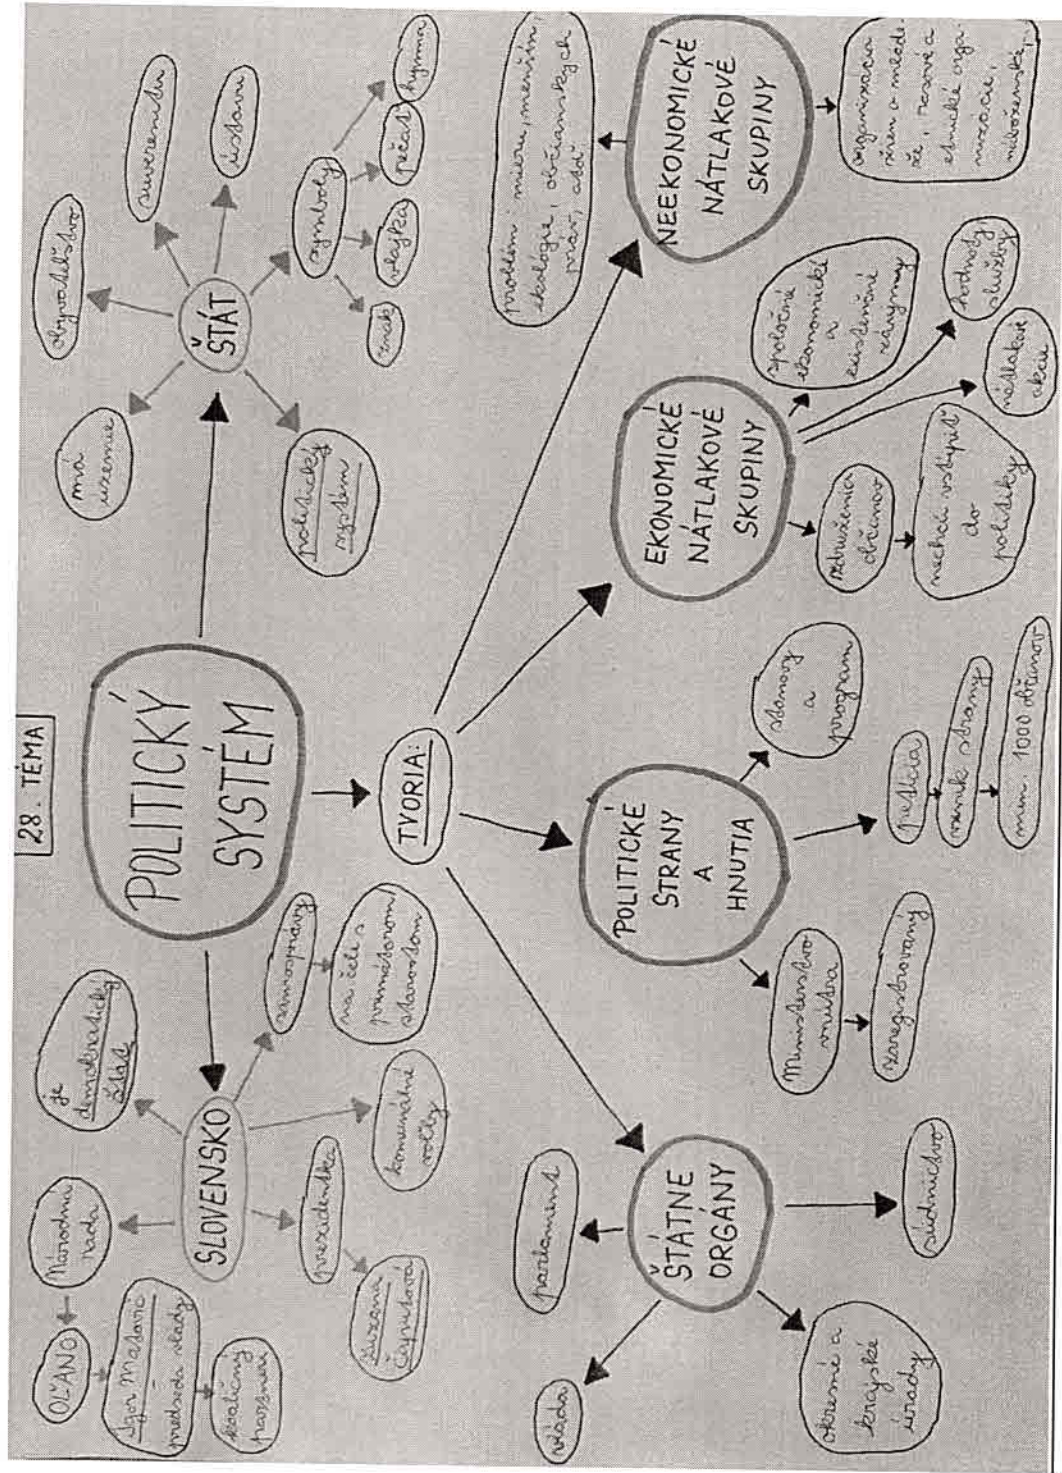 28. TÉMA
POLITICKÝ
SYSTÉM
SLOVENSKO
je
demokratický
štát
Národná
rada
OĽANO
Igor Matovič
–
predseda vlády
koaličný
partneri
prezidentka
Zuzana
Čaputová
komunálne
voľby
samosprávy
na čele s
primátorom/
starostom
ŠTÁT
má
územie
obyvateľstvo
suverenita
ústavu
symboly
znak
vlajka
pečať
hymna
politický
systém
TVORIA:
ŠTÁTNE
ORGÁNY
vláda
parlament
okresné a
krajské
úrady
súdnictvo
POLITICKÉ
STRANY
A
HNUTIA
Ministerstvo
vnútra
zaregistrovaný
petícia
vznik strany
min. 1000 občanov
stanovy
a
program
EKONOMICKÉ
NÁTLAKOVÉ
SKUPINY
združenia
občanov
nechcú vstúpiť
do
politiky
spoločné
ekonomické
a
existenčné
záujmy
hodnoty
služby
nátlakové
akcie
NEEKONOMICKÉ
NÁTLAKOVÉ
SKUPINY
mieru, menšín,
ekológie, občianskych
práv, atď
organizácia
žien a mláde
že, rasové a
etnické orga
nizácie,
náboženské,..